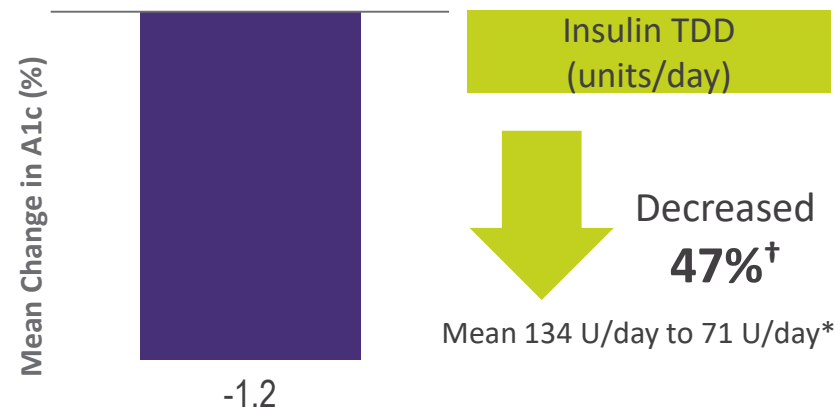 Mean Change in A1c (%)
-1.2
Insulin TDD
(units/day)
Decreased
47%†
Mean 134 U/day to 71 U/day*